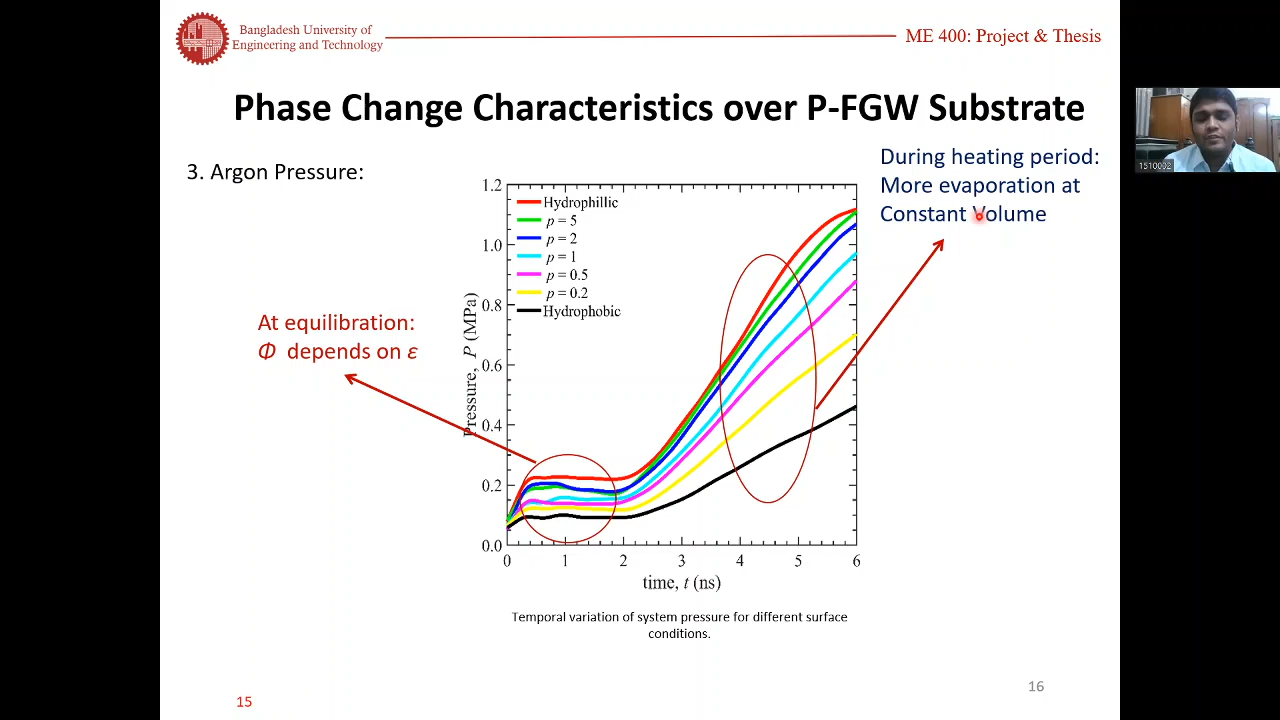 Bangladesh University of
Engineering and Technology
ME 400: Project & Thesis
Phase Change Characteristics over P-FGW Substrate
3. Argon Pressure:
During heating period:
More evaporation at
Constant Volume
1510002
At equilibration:
Φ depends on ε
Pressure, P (MPa)
1.2
1.0
0.8
0.6
0.4
0.2
0.0
Hydrophillic
p = 5
p = 2
p = 1
p = 0.5
p = 0.2
Hydrophobic
0 1 2 3 4 5 6
time, t (ns)
Temporal variation of system pressure for different surface
conditions.
15
16